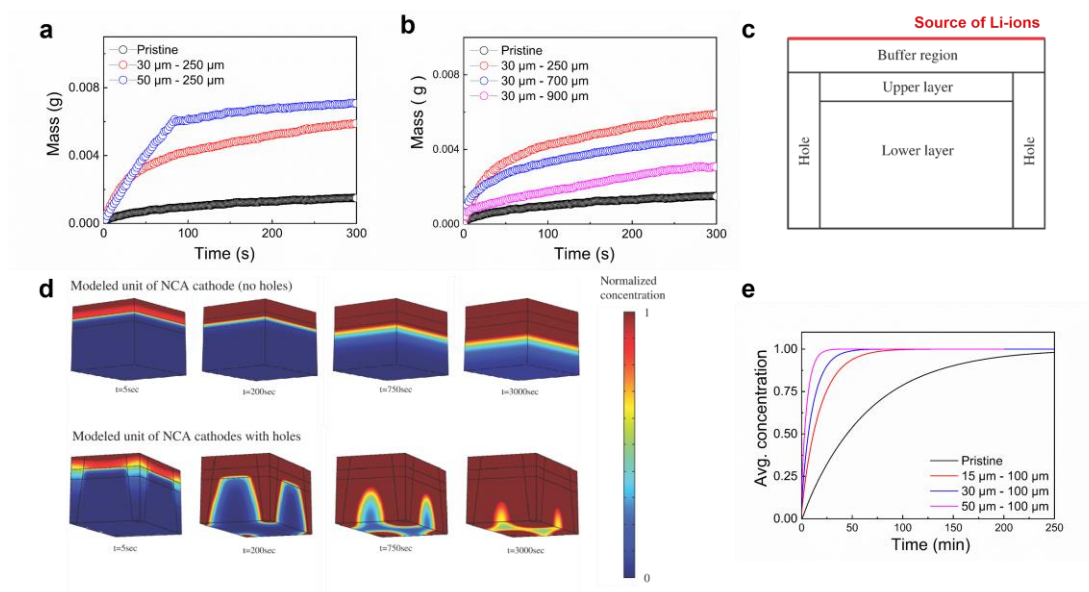 a
Pristine
30 µm - 250 µm
50 µm - 250 µm
0.008
0.004
0.000
Mass (g)
0
100
200
300
Time (s)
b
Pristine
30 µm - 250 µm
30 µm - 700 µm
30 µm - 900 µm
0.008
0.004
0.000
Mass ( g)
0
100
200
300
Time (s)
c
Source of Li-ions
Buffer region
Upper layer
Hole
Lower layer
Hole
d
Modeled unit of NCA cathode (no holes)
t=5sec
t=200sec
t=750sec
t=3000sec
Modeled unit of NCA cathodes with holes
t=5sec
t=200sec
t=750sec
t=3000sec
Normalized
concentration
1
0
e
1.00
0.75
0.50
0.25
0.00
Avg. concentration
Pristine
15 µm - 100 µm
30 µm - 100 µm
50 µm - 100 µm
0
50
100
150
200
250
Time (min)